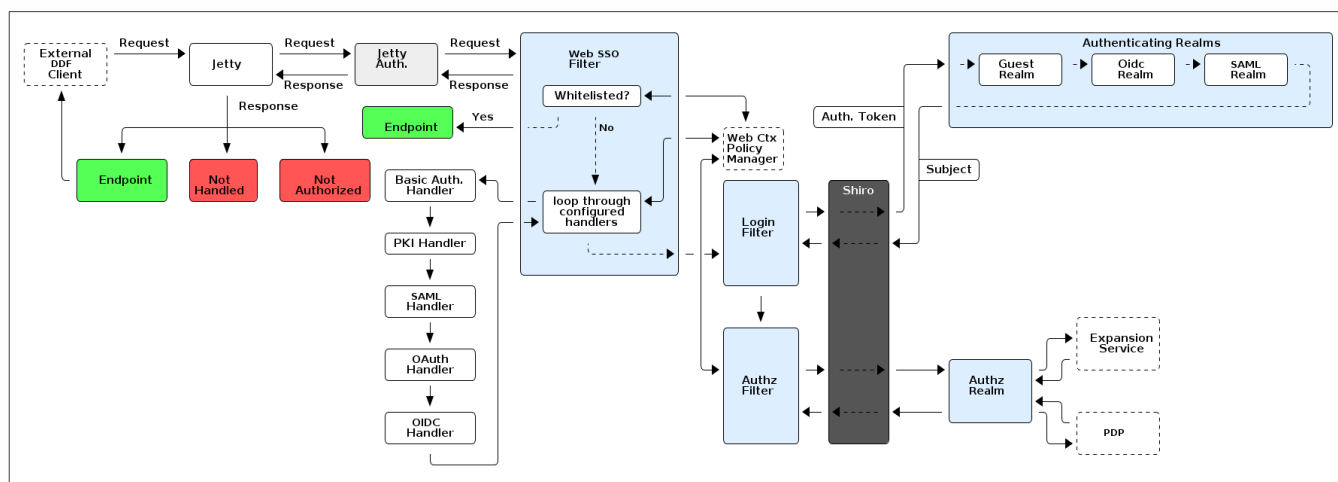 Request
External
DDF
Client
Jetty
Request
Response
Jetty
Auth.
Request
Response
Web SSO
Filter
Whitelisted?
Yes
Endpoint
No
Response
Endpoint
Not
Handled
Not
Authorized
Basic Auth.
Handler
loop through
configured
handlers
PKI Handler
SAML
Handler
OAuth
Handler
OIDC
Handler
Web Ctx
Policy
Manager
Login
Filter
Authz
Filter
Shiro
Auth. Token
Subject
Authenticating Realms
Guest
Realm
Oidc
Realm
SAML
Realm
Authz
Realm
Expansion
Service
PDP